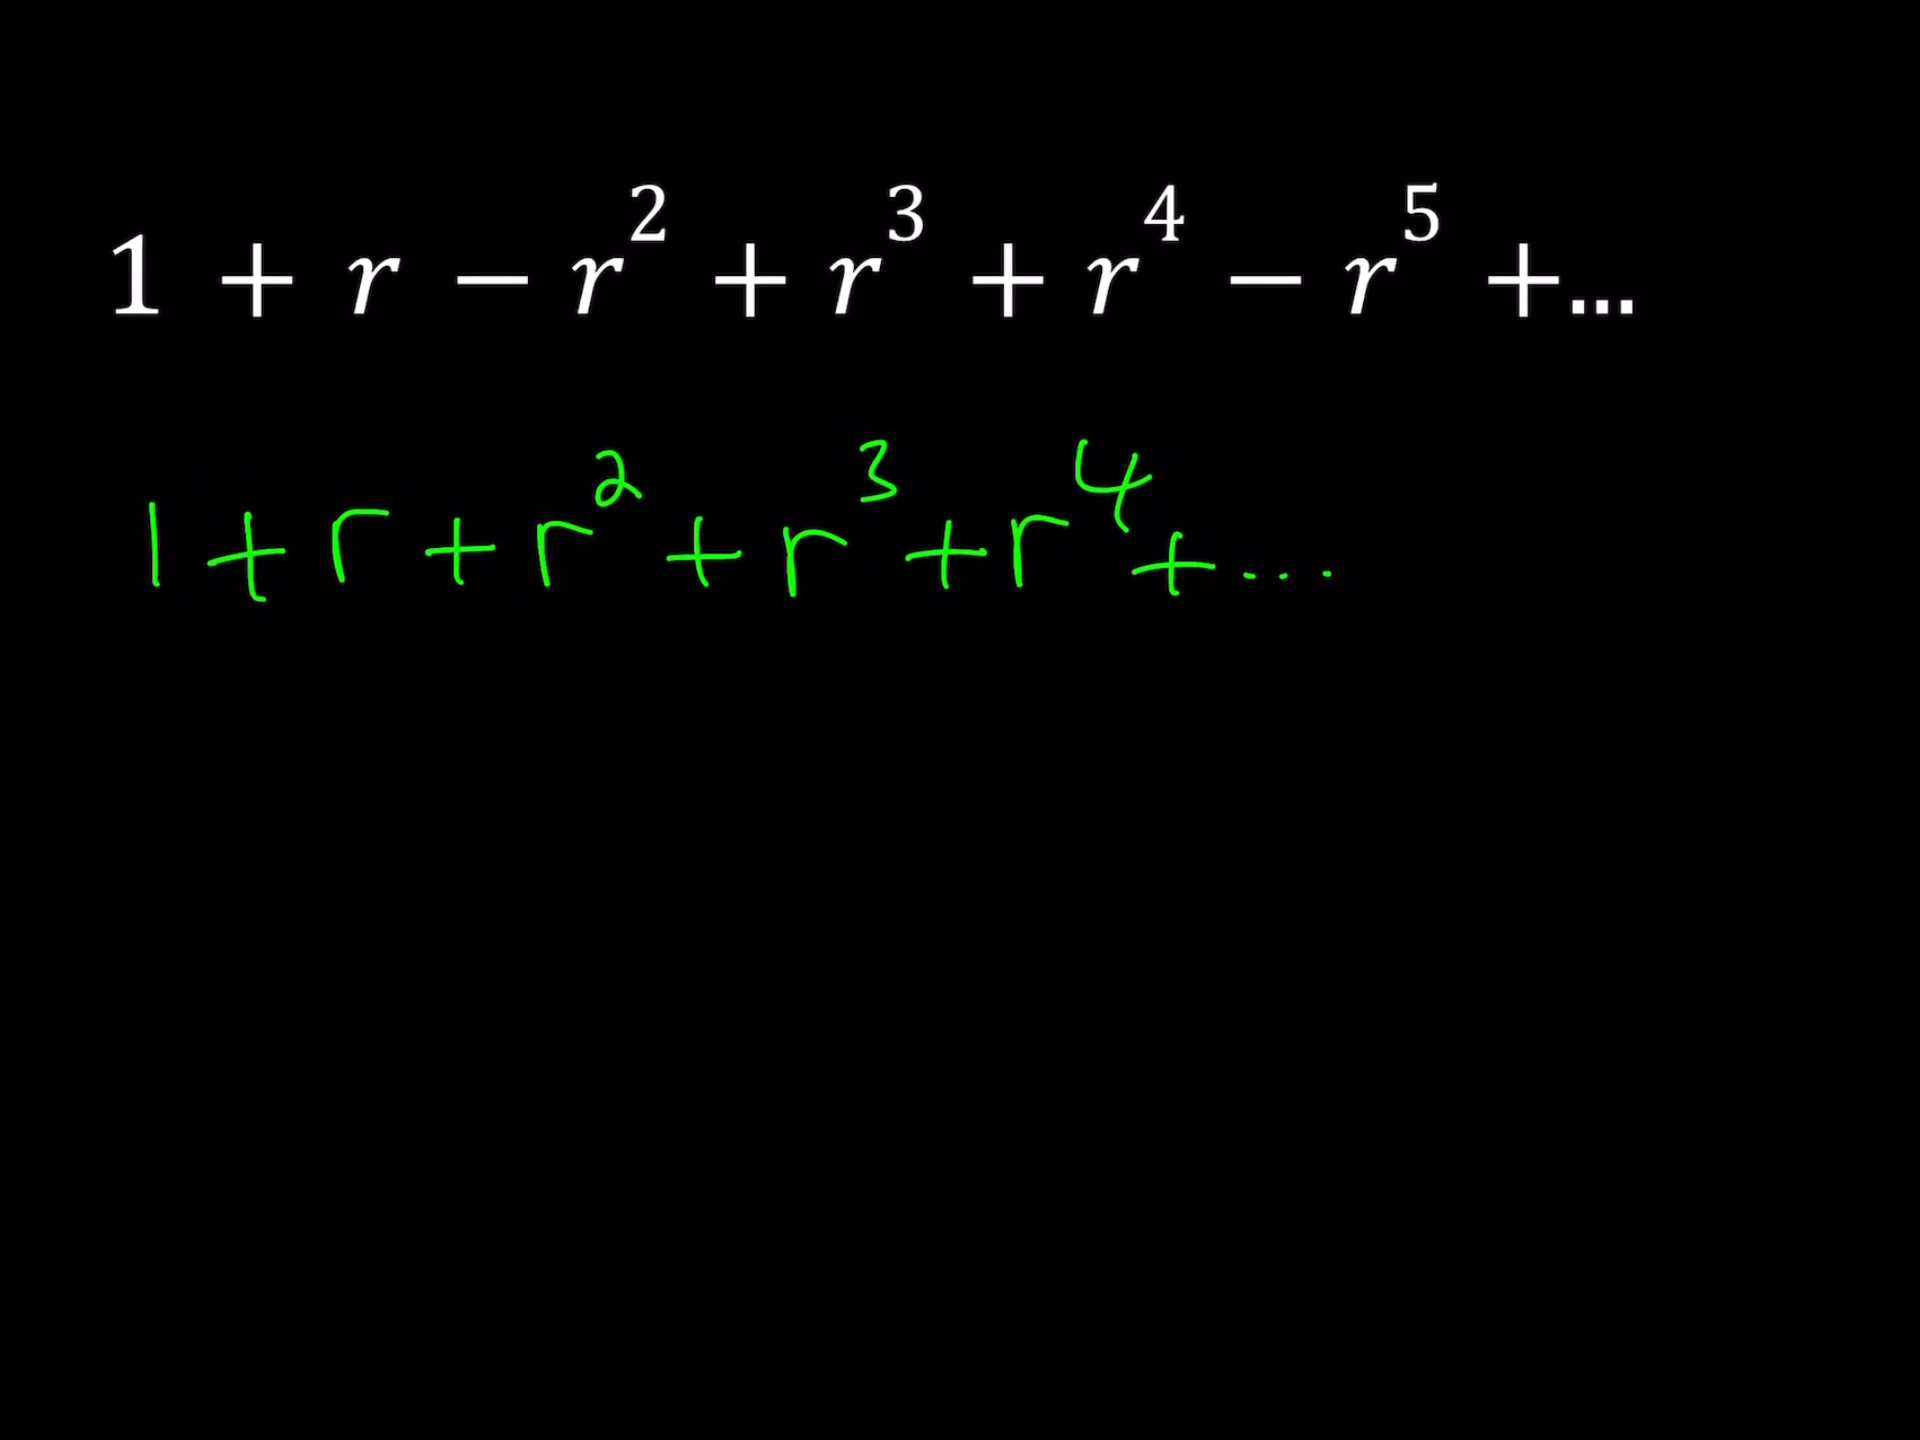 1 + r − r² + r³ + r⁴ − r⁵ +...
1 + r + r² + r³ + r⁴ + ...